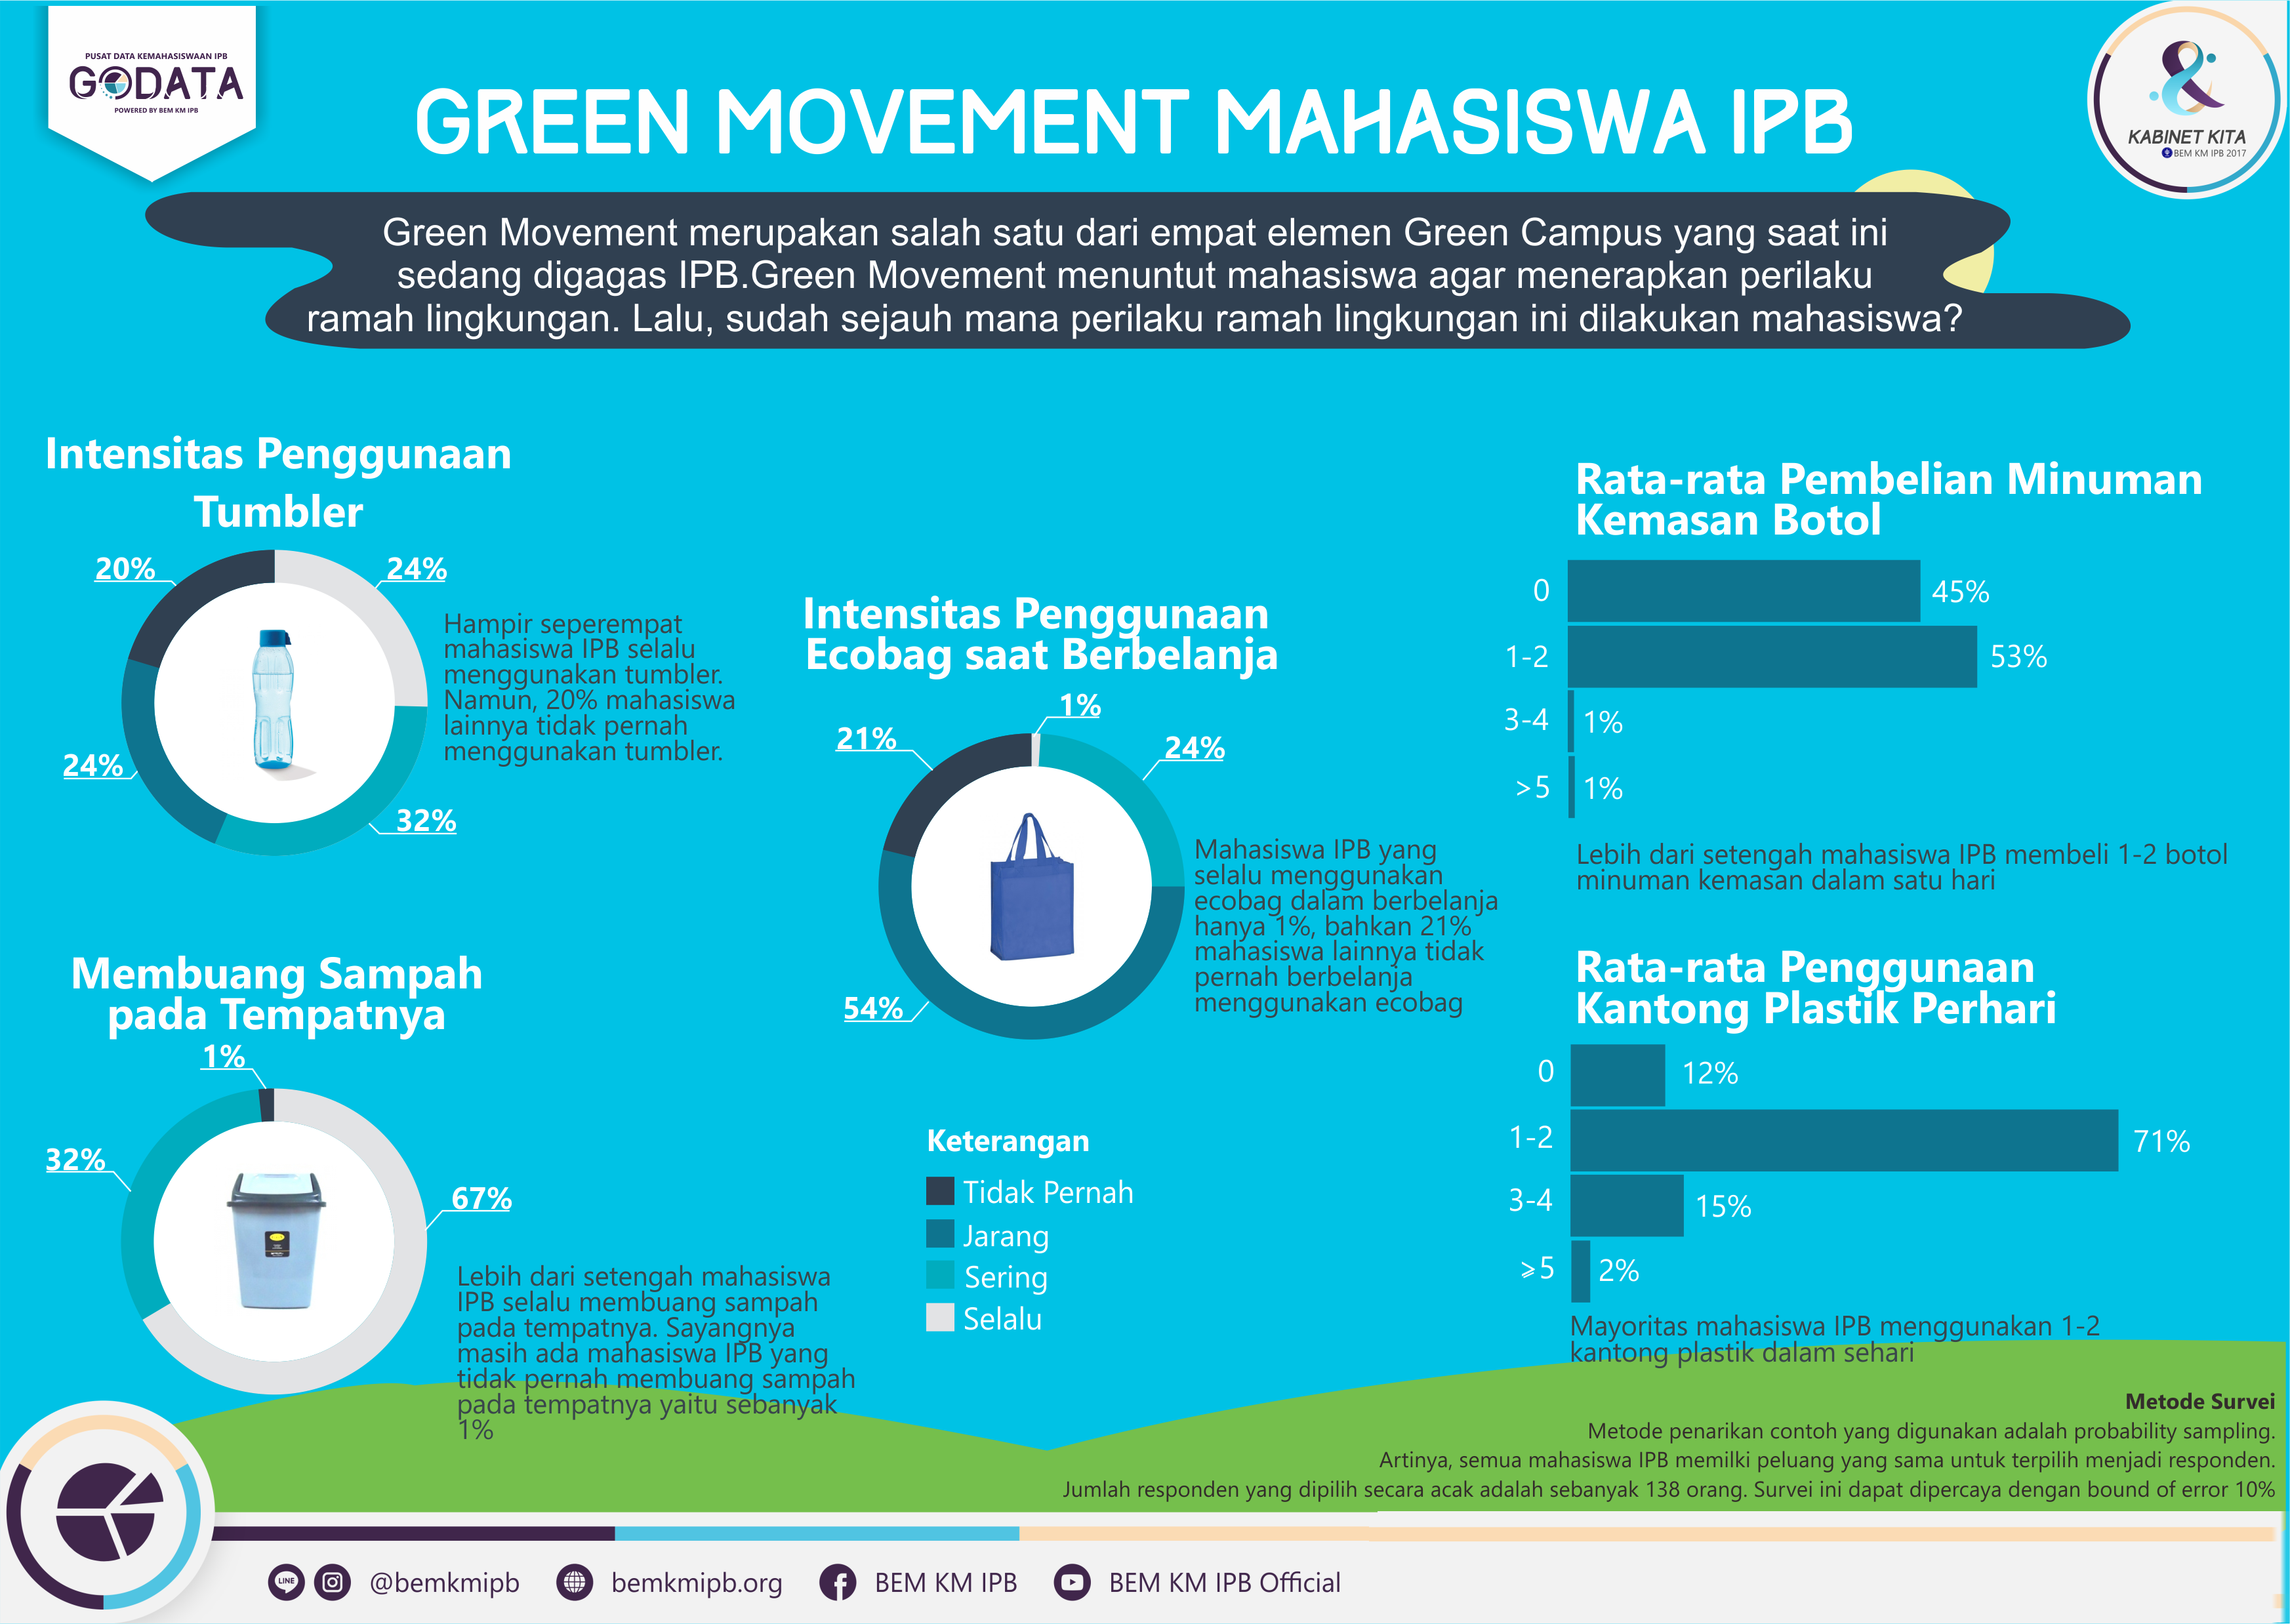 PUSAT DATA KEMAHASISWAAN IPB
GODATA
POWERED BY BEM KM IPB
GREEN MOVEMENT MAHASISWA IPB
KABINET KITA
BEM KM IPB 2017
Green Movement merupakan salah satu dari empat elemen Green Campus yang saat ini
sedang digagas IPB.Green Movement menuntut mahasiswa agar menerapkan perilaku
ramah lingkungan. Lalu, sudah sejauh mana perilaku ramah lingkungan ini dilakukan mahasiswa?
Intensitas Penggunaan
Tumbler
20%
24%
24%
32%
Hampir seperempat
mahasiswa IPB selalu
menggunakan tumbler.
Namun, 20% mahasiswa
lainnya tidak pernah
menggunakan tumbler.
Membuang Sampah
pada Tempatnya
1%
32%
67%
Lebih dari setengah mahasiswa
IPB selalu membuang sampah
pada tempatnya. Sayangnya
masih ada mahasiswa IPB yang
tidak pernah membuang sampah
pada tempatnya yaitu sebanyak
1%
Intensitas Penggunaan
Ecobag saat Berbelanja
1%
21%
24%
54%
Mahasiswa IPB yang
selalu menggunakan
ecobag dalam berbelanja
hanya 1%, bahkan 21%
mahasiswa lainnya tidak
pernah berbelanja
menggunakan ecobag
Keterangan
Tidak Pernah
Jarang
Sering
Selalu
Rata-rata Pembelian Minuman
Kemasan Botol
0 45%
1-2 53%
3-4 1%
>5 1%
Lebih dari setengah mahasiswa IPB membeli 1-2 botol
minuman kemasan dalam satu hari
Rata-rata Penggunaan
Kantong Plastik Perhari
0 12%
1-2 71%
3-4 15%
⩾5 2%
Mayoritas mahasiswa IPB menggunakan 1-2
kantong plastik dalam sehari
Metode Survei
Metode penarikan contoh yang digunakan adalah probability sampling.
Artinya, semua mahasiswa IPB memilki peluang yang sama untuk terpilih menjadi responden.
Jumlah responden yang dipilih secara acak adalah sebanyak 138 orang. Survei ini dapat dipercaya dengan bound of error 10%
LINE @bemkmipb bemkmipb.org BEM KM IPB BEM KM IPB Official